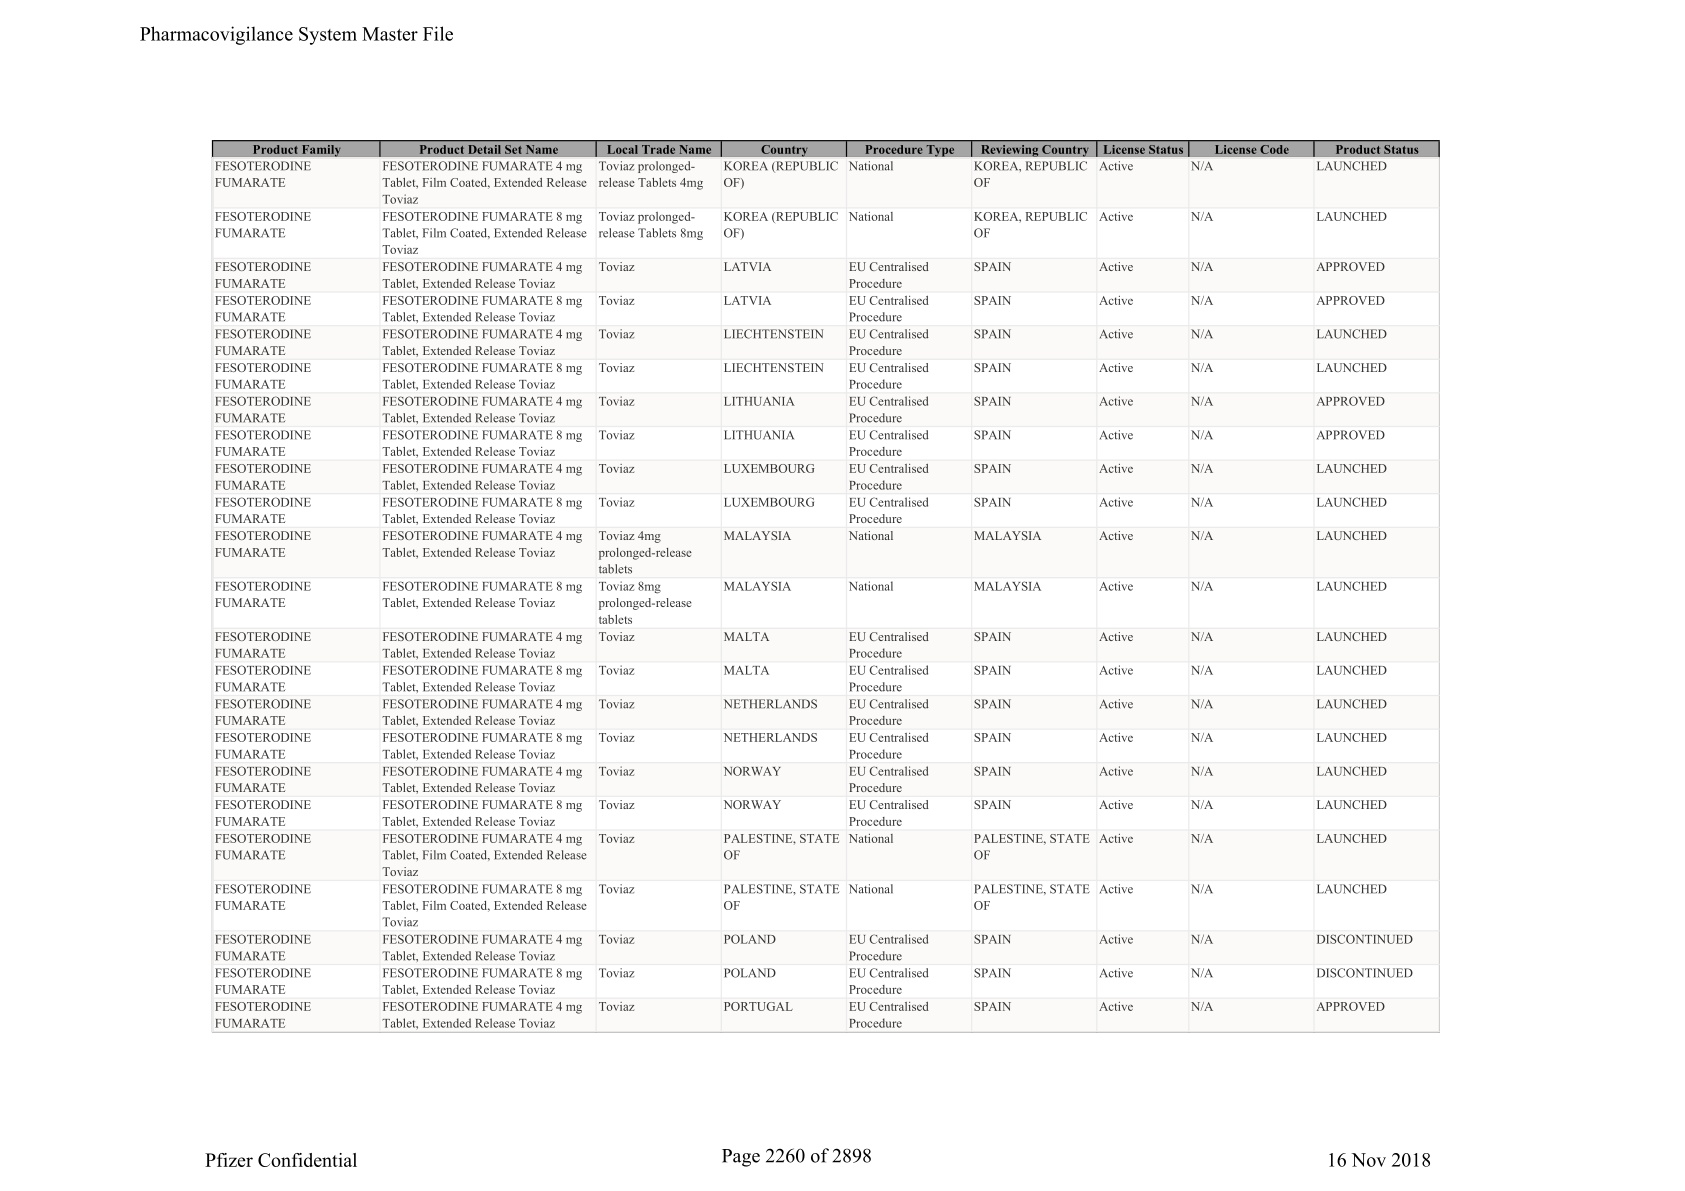 Pharmacovigilance System Master File
Product Family Product Detail Set Name Local Trade Name Country Procedure Type Reviewing Country License Status License Code Product Status
FESOTERODINE FESOTERODINE FUMARATE 4 mg Toviaz prolonged- KOREA (REPUBLIC National KOREA, REPUBLIC Active N/A LAUNCHED
FUMARATE Tablet, Film Coated, Extended Release release Tablets 4mg OF) OF
Toviaz
FESOTERODINE FESOTERODINE FUMARATE 8 mg Toviaz prolonged- KOREA (REPUBLIC National KOREA, REPUBLIC Active N/A LAUNCHED
FUMARATE Tablet, Film Coated, Extended Release release Tablets 8mg OF) OF
Toviaz
FESOTERODINE FESOTERODINE FUMARATE 4 mg Toviaz LATVIA EU Centralised SPAIN Active N/A APPROVED
FUMARATE Tablet, Extended Release Toviaz Procedure
FESOTERODINE FESOTERODINE FUMARATE 8 mg Toviaz LATVIA EU Centralised SPAIN Active N/A APPROVED
FUMARATE Tablet, Extended Release Toviaz Procedure
FESOTERODINE FESOTERODINE FUMARATE 4 mg Toviaz LIECHTENSTEIN EU Centralised SPAIN Active N/A LAUNCHED
FUMARATE Tablet, Extended Release Toviaz Procedure
FESOTERODINE FESOTERODINE FUMARATE 8 mg Toviaz LIECHTENSTEIN EU Centralised SPAIN Active N/A LAUNCHED
FUMARATE Tablet, Extended Release Toviaz Procedure
FESOTERODINE FESOTERODINE FUMARATE 4 mg Toviaz LITHUANIA EU Centralised SPAIN Active N/A APPROVED
FUMARATE Tablet, Extended Release Toviaz Procedure
FESOTERODINE FESOTERODINE FUMARATE 8 mg Toviaz LITHUANIA EU Centralised SPAIN Active N/A APPROVED
FUMARATE Tablet, Extended Release Toviaz Procedure
FESOTERODINE FESOTERODINE FUMARATE 4 mg Toviaz LUXEMBOURG EU Centralised SPAIN Active N/A LAUNCHED
FUMARATE Tablet, Extended Release Toviaz Procedure
FESOTERODINE FESOTERODINE FUMARATE 8 mg Toviaz LUXEMBOURG EU Centralised SPAIN Active N/A LAUNCHED
FUMARATE Tablet, Extended Release Toviaz Procedure
FESOTERODINE FESOTERODINE FUMARATE 4 mg Toviaz 4mg MALAYSIA National MALAYSIA Active N/A LAUNCHED
FUMARATE Tablet, Extended Release Toviaz prolonged-release
tablets
FESOTERODINE FESOTERODINE FUMARATE 8 mg Toviaz 8mg MALAYSIA National MALAYSIA Active N/A LAUNCHED
FUMARATE Tablet, Extended Release Toviaz prolonged-release
tablets
FESOTERODINE FESOTERODINE FUMARATE 4 mg Toviaz MALTA EU Centralised SPAIN Active N/A LAUNCHED
FUMARATE Tablet, Extended Release Toviaz Procedure
FESOTERODINE FESOTERODINE FUMARATE 8 mg Toviaz MALTA EU Centralised SPAIN Active N/A LAUNCHED
FUMARATE Tablet, Extended Release Toviaz Procedure
FESOTERODINE FESOTERODINE FUMARATE 4 mg Toviaz NETHERLANDS EU Centralised SPAIN Active N/A LAUNCHED
FUMARATE Tablet, Extended Release Toviaz Procedure
FESOTERODINE FESOTERODINE FUMARATE 8 mg Toviaz NETHERLANDS EU Centralised SPAIN Active N/A LAUNCHED
FUMARATE Tablet, Extended Release Toviaz Procedure
FESOTERODINE FESOTERODINE FUMARATE 4 mg Toviaz NORWAY EU Centralised SPAIN Active N/A LAUNCHED
FUMARATE Tablet, Extended Release Toviaz Procedure
FESOTERODINE FESOTERODINE FUMARATE 8 mg Toviaz NORWAY EU Centralised SPAIN Active N/A LAUNCHED
FUMARATE Tablet, Extended Release Toviaz Procedure
FESOTERODINE FESOTERODINE FUMARATE 4 mg Toviaz PALESTINE, STATE National PALESTINE, STATE Active N/A LAUNCHED
FUMARATE Tablet, Film Coated, Extended Release OF OF
Toviaz
FESOTERODINE FESOTERODINE FUMARATE 8 mg Toviaz PALESTINE, STATE National PALESTINE, STATE Active N/A LAUNCHED
FUMARATE Tablet, Film Coated, Extended Release OF OF
Toviaz
FESOTERODINE FESOTERODINE FUMARATE 4 mg Toviaz POLAND EU Centralised SPAIN Active N/A DISCONTINUED
FUMARATE Tablet, Extended Release Toviaz Procedure
FESOTERODINE FESOTERODINE FUMARATE 8 mg Toviaz POLAND EU Centralised SPAIN Active N/A DISCONTINUED
FUMARATE Tablet, Extended Release Toviaz Procedure
FESOTERODINE FESOTERODINE FUMARATE 4 mg Toviaz PORTUGAL EU Centralised SPAIN Active N/A APPROVED
FUMARATE Tablet, Extended Release Toviaz Procedure
Pfizer Confidential Page 2260 of 2898 16 Nov 2018